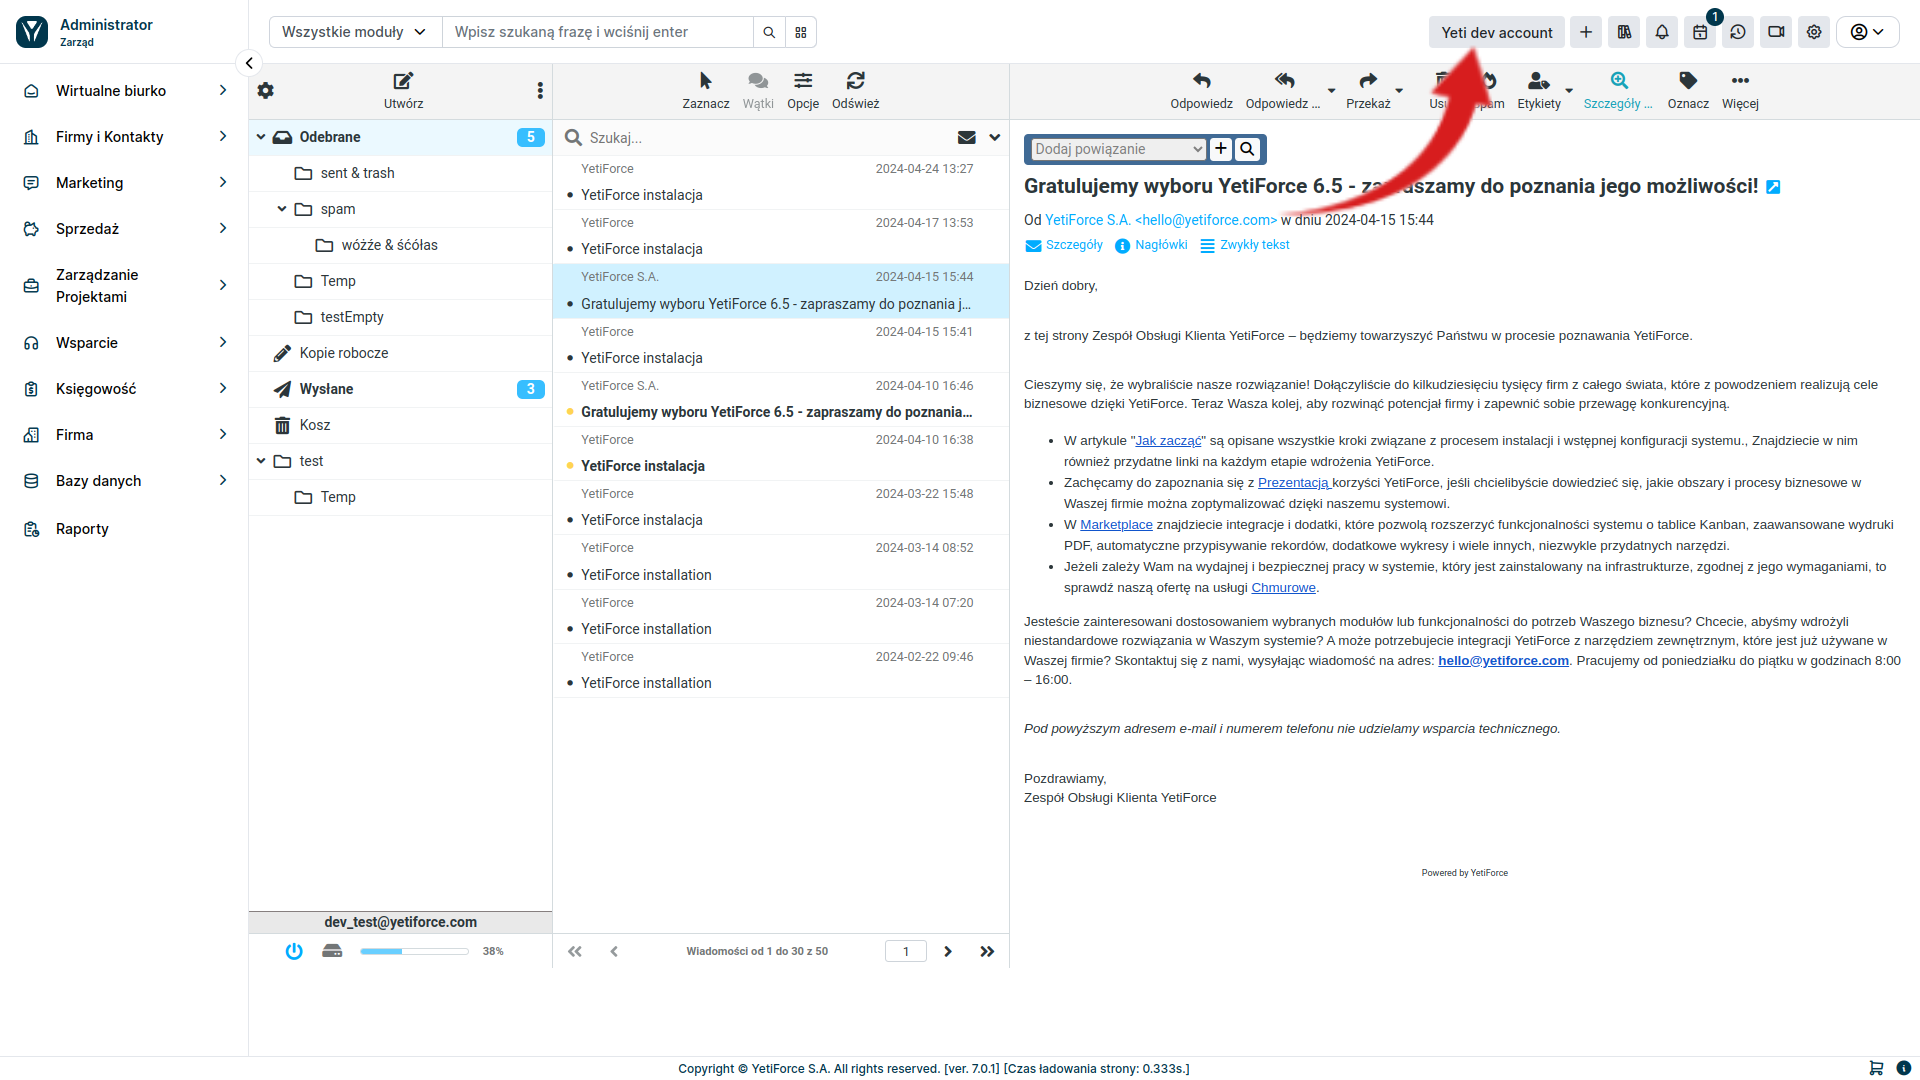 Administrator
Zarząd
Wszystkie moduły
Wpisz szukaną frazę i wciśnij enter
Yeti dev account
1
Wirtualne biurko
Firmy i Kontakty
Marketing
Sprzedaż
Zarządzanie
Projektami
Wsparcie
Księgowość
Firma
Bazy danych
Raporty
Utwórz
Odebrane 5
sent & trash
spam
wóżże & śćółas
Temp
testEmpty
Kopie robocze
Wysłane 3
Kosz
test
Temp
dev_test@yetiforce.com
38%
Zaznacz Wątki Opcje Odśwież
Szukaj...
YetiForce 2024-04-24 13:27
• YetiForce instalacja
YetiForce 2024-04-17 13:53
• YetiForce instalacja
YetiForce S.A. 2024-04-15 15:44
• Gratulujemy wyboru YetiForce 6.5 - zapraszamy do poznania j...
YetiForce 2024-04-15 15:41
• YetiForce instalacja
YetiForce S.A. 2024-04-10 16:46
• Gratulujemy wyboru YetiForce 6.5 - zapraszamy do poznania...
YetiForce 2024-04-10 16:38
• YetiForce instalacja
YetiForce 2024-03-22 15:48
• YetiForce instalacja
YetiForce 2024-03-14 08:52
• YetiForce installation
YetiForce 2024-03-14 07:20
• YetiForce installation
YetiForce 2024-02-22 09:46
• YetiForce installation
Wiadomości od 1 do 30 z 50
1
Odpowiedz Odpowiedz ... Przekaż Etykiety Szczegóły ... Oznacz Więcej
Dodaj powiązanie
Gratulujemy wyboru YetiForce 6.5 - zapraszamy do poznania jego możliwości!
Od YetiForce S.A. <hello@yetiforce.com> w dniu 2024-04-15 15:44
Szczegóły Nagłówki Zwykły tekst
Dzień dobry,
z tej strony Zespół Obsługi Klienta YetiForce – będziemy towarzyszyć Państwu w procesie poznawania YetiForce.
Cieszymy się, że wybraliście nasze rozwiązanie! Dołączyliście do kilkudziesięciu tysięcy firm z całego świata, które z powodzeniem realizują cele
biznesowe dzięki YetiForce. Teraz Wasza kolej, aby rozwinąć potencjał firmy i zapewnić sobie przewagę konkurencyjną.
• W artykule "Jak zacząć" są opisane wszystkie kroki związane z procesem instalacji i wstępnej konfiguracji systemu., Znajdziecie w nim
również przydatne linki na każdym etapie wdrożenia YetiForce.
• Zachęcamy do zapoznania się z Prezentacją korzyści YetiForce, jeśli chcielibyście dowiedzieć się, jakie obszary i procesy biznesowe w
Waszej firmie można zoptymalizować dzięki naszemu systemowi.
• W Marketplace znajdziecie integracje i dodatki, które pozwolą rozszerzyć funkcjonalności systemu o tablice Kanban, zaawansowane wydruki
PDF, automatyczne przypisywanie rekordów, dodatkowe wykresy i wiele innych, niezwykle przydatnych narzędzi.
• Jeżeli zależy Wam na wydajnej i bezpiecznej pracy w systemie, który jest zainstalowany na infrastrukturze, zgodnej z jego wymaganiami, to
sprawdź naszą ofertę na usługi Chmurowe.
Jesteście zainteresowani dostosowaniem wybranych modułów lub funkcjonalności do potrzeb Waszego biznesu? Chcecie, abyśmy wdrożyli
niestandardowe rozwiązania w Waszym systemie? A może potrzebujecie integracji YetiForce z narzędziem zewnętrznym, które jest już używane w
Waszej firmie? Skontaktuj się z nami, wysyłając wiadomość na adres: hello@yetiforce.com. Pracujemy od poniedziałku do piątku w godzinach 8:00
– 16:00.
Pod powyższym adresem e-mail i numerem telefonu nie udzielamy wsparcia technicznego.
Pozdrawiamy,
Zespół Obsługi Klienta YetiForce
Powered by YetiForce
Copyright © YetiForce S.A. All rights reserved. [ver. 7.0.1] [Czas ładowania strony: 0.333s.]